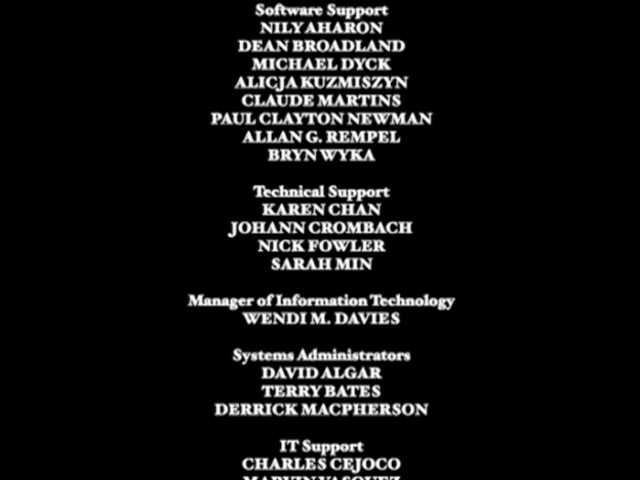 Software Support
NILY AHARON
DEAN BROADLAND
MICHAEL DYCK
ALICJA KUZMISZYN
CLAUDE MARTINS
PAUL CLAYTON NEWMAN
ALLAN G. REMPEL
BRYN WYKA
Technical Support
KAREN CHAN
JOHANN CROMBACH
NICK FOWLER
SARAH MIN
Manager of Information Technology
WENDI M. DAVIES
Systems Administrators
DAVID ALGAR
TERRY BATES
DERRICK MACPHERSON
IT Support
CHARLES CEJOCO
MARVIN VASQUEZ